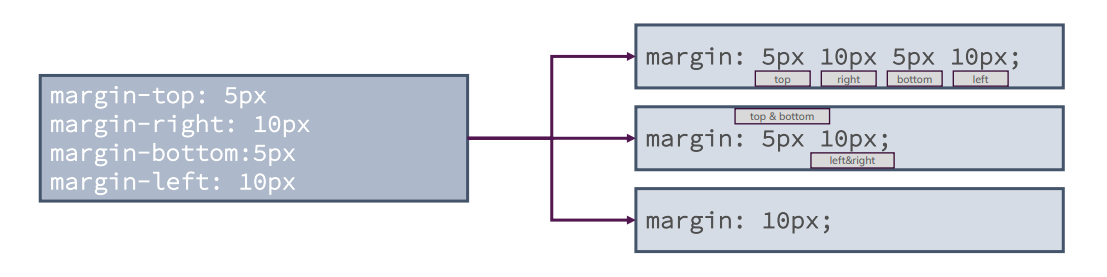 margin-top: 5px
margin-right: 10px
margin-bottom:5px
margin-left: 10px
margin: 5px 10px 5px 10px;
top right bottom left
top & bottom
margin: 5px 10px;
left&right
margin: 10px;